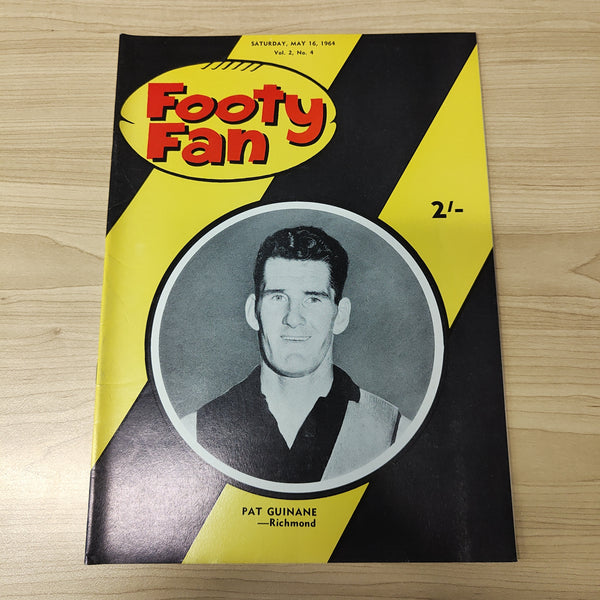 SATURDAY, MAY 16, 1964
Vol. 2, No. 4
Footy
Fan
2/-
PAT GUINANE
—Richmond